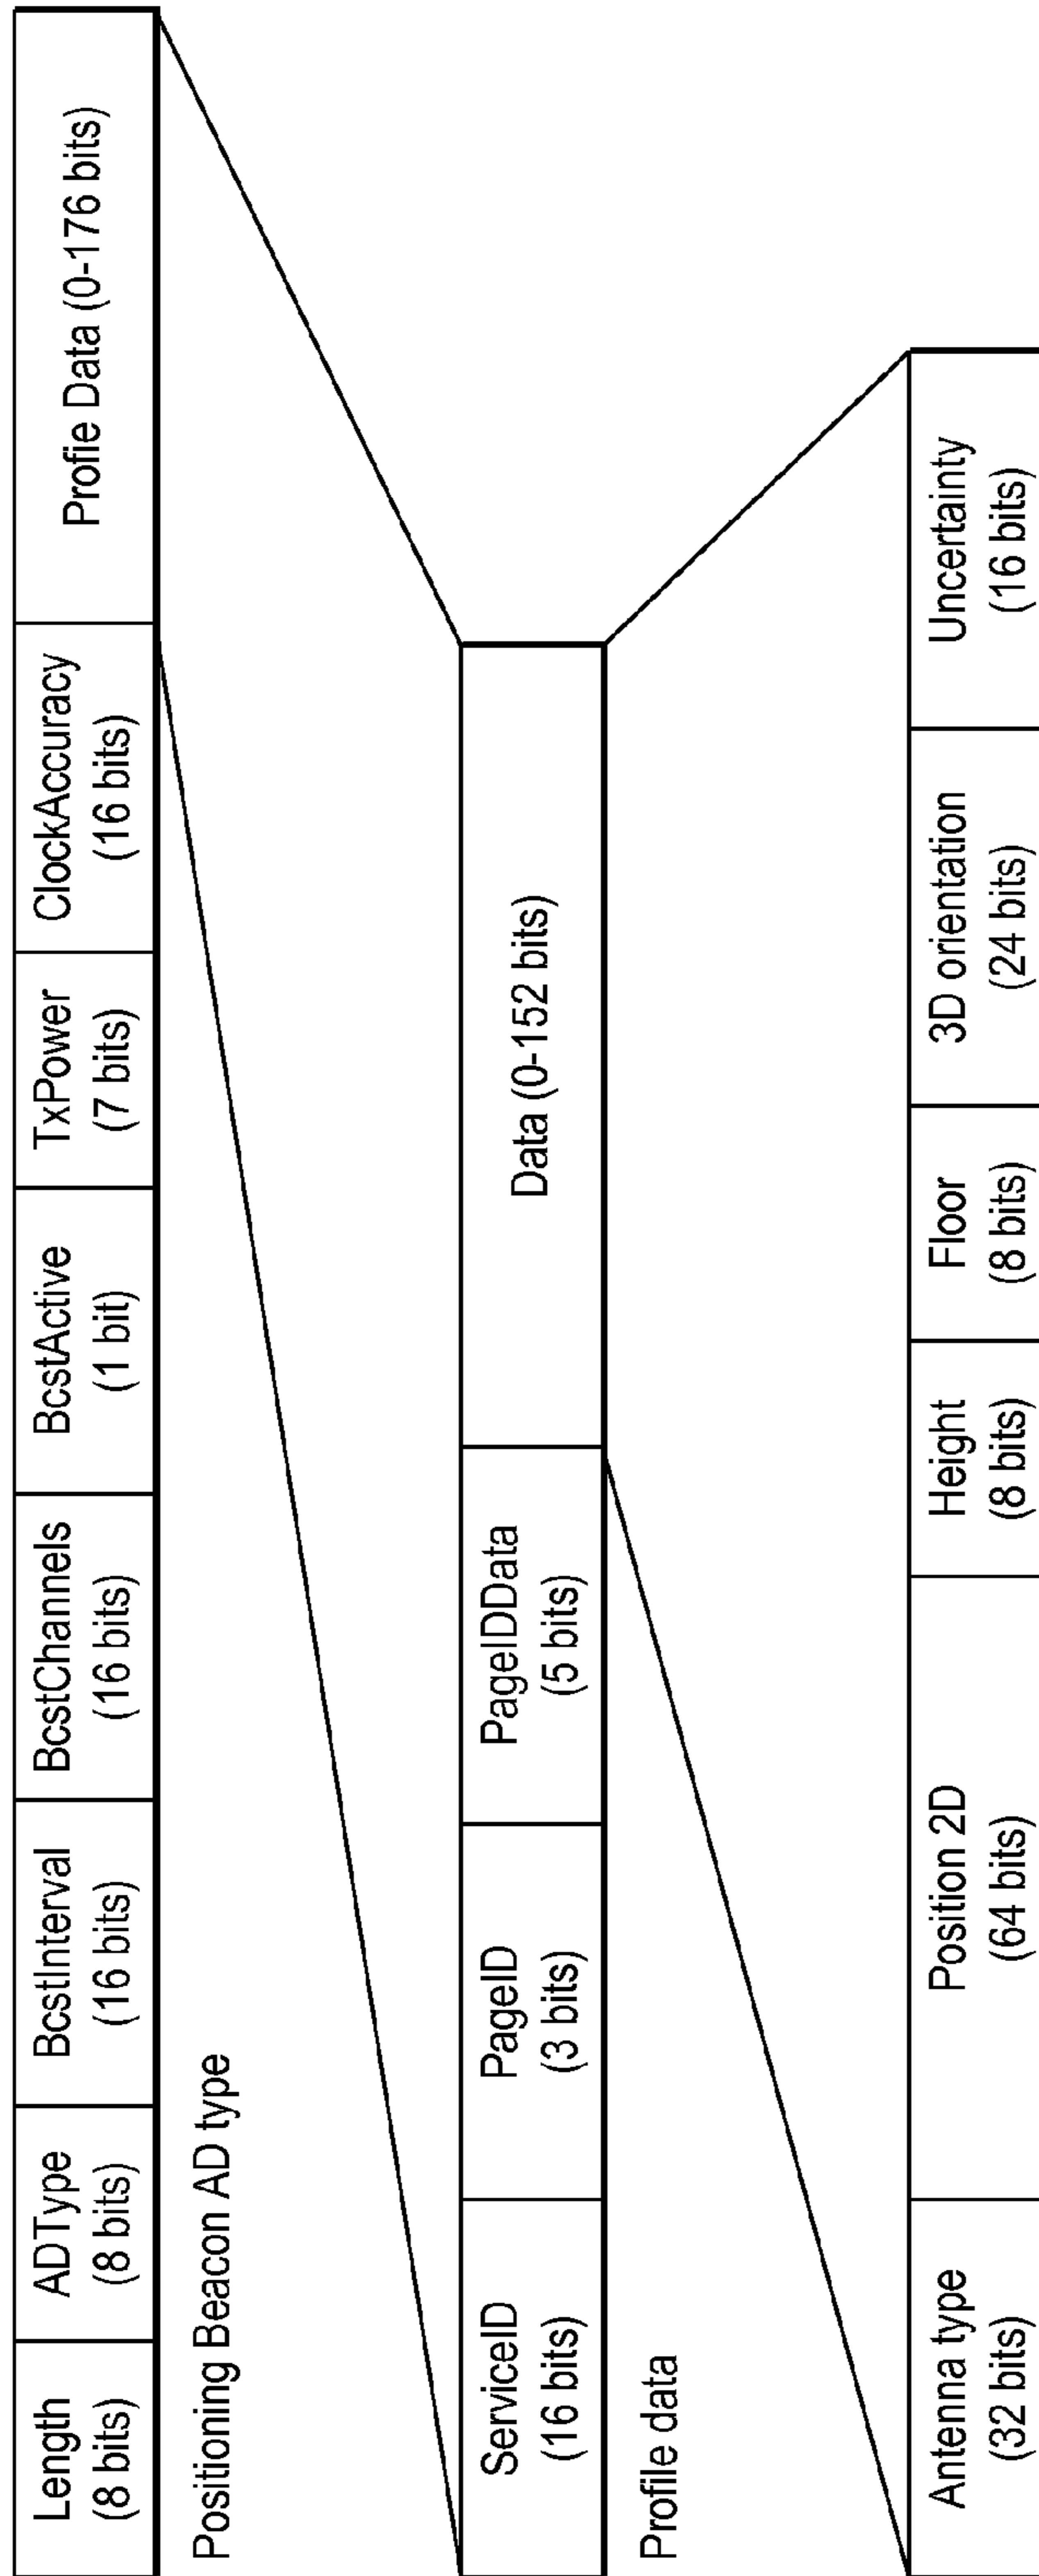 Length
(8 bits)
ADType
(8 bits)
BcstInterval
(16 bits)
BcstChannels
(16 bits)
BcstActive
(1 bit)
TxPower
(7 bits)
ClockAccuracy
(16 bits)
Profie Data (0-176 bits)
Positioning Beacon AD type
ServiceID
(16 bits)
PageID
(3 bits)
PageIDData
(5 bits)
Data (0-152 bits)
Profile data
Antenna type
(32 bits)
Position 2D
(64 bits)
Height
(8 bits)
Floor
(8 bits)
3D orientation
(24 bits)
Uncertainty
(16 bits)